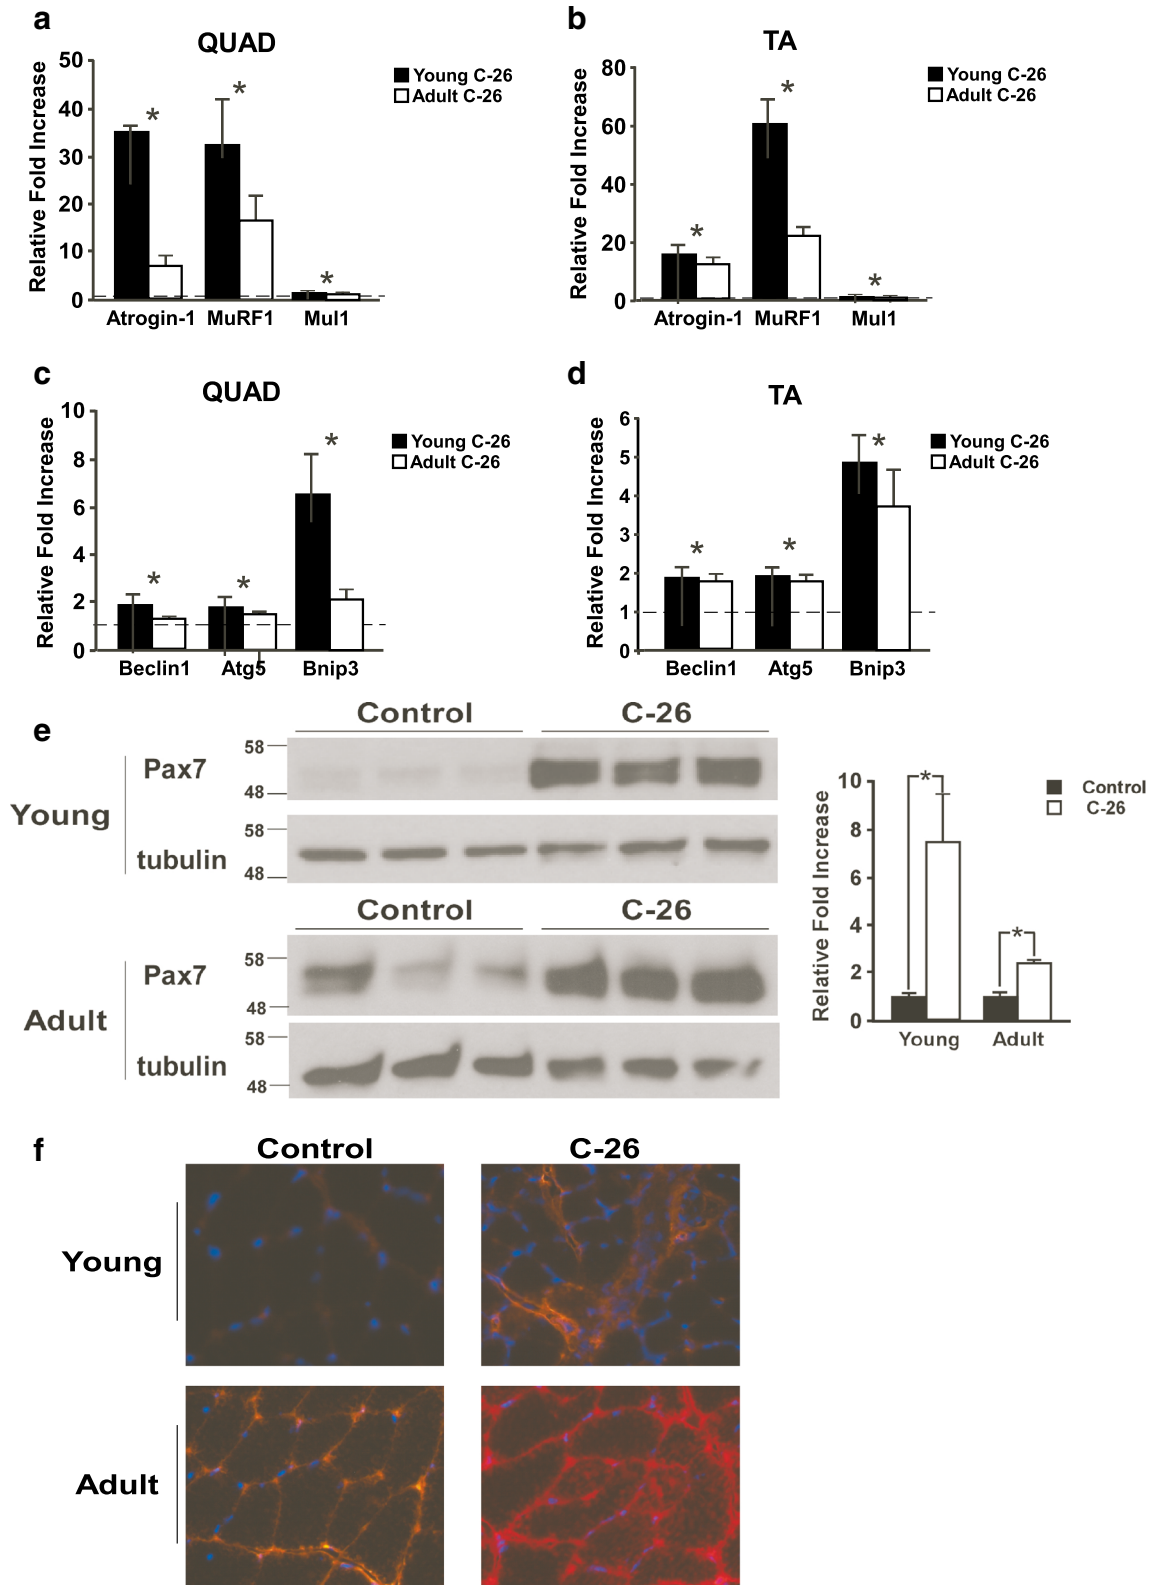 a
QUAD
Relative Fold Increase
50
40
30
20
10
0
Young C-26
Adult C-26
*
*
*
Atrogin-1 MuRF1 Mul1
b
TA
Relative Fold Increase
80
60
40
20
0
Young C-26
Adult C-26
*
*
*
Atrogin-1 MuRF1 Mul1
c
QUAD
Relative Fold Increase
10
8
6
4
2
0
Young C-26
Adult C-26
*
*
*
Beclin1 Atg5 Bnip3
d
TA
Relative Fold Increase
6
5
4
3
2
1
0
Young C-26
Adult C-26
*
*
*
Beclin1 Atg5 Bnip3
e
Control C-26
Young
Pax7
58
48
tubulin
58
48
Control C-26
Adult
Pax7
58
48
tubulin
58
48
Relative Fold Increase
10
8
6
4
2
0
Control
C-26
*
*
Young Adult
f
Control C-26
Young
Adult